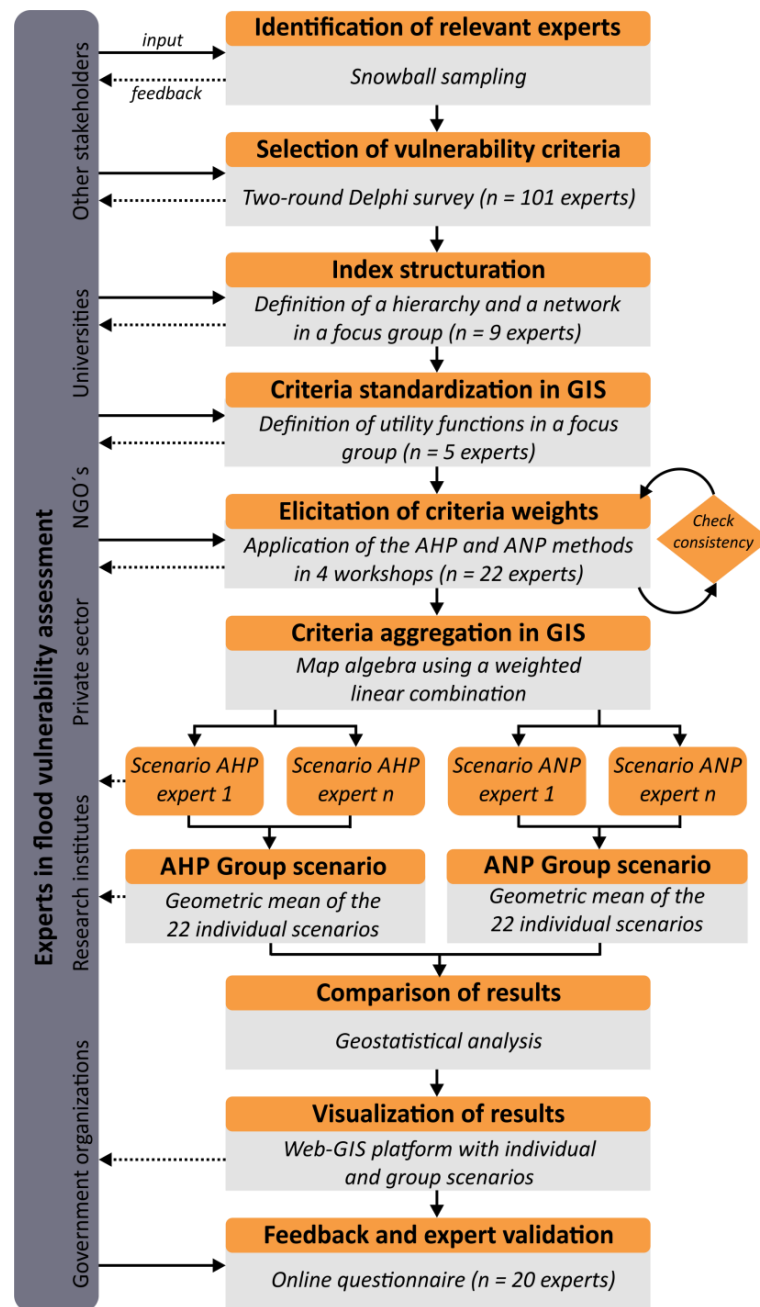 Experts in flood vulnerability assessment
Other stakeholders
Universities
NGO´s
Private sector
Research institutes
Government organizations
input
feedback
Identification of relevant experts
Snowball sampling
Selection of vulnerability criteria
Two-round Delphi survey (n = 101 experts)
Index structuration
Definition of a hierarchy and a network
in a focus group (n = 9 experts)
Criteria standardization in GIS
Definition of utility functions in a focus
group (n = 5 experts)
Elicitation of criteria weights
Application of the AHP and ANP methods
in 4 workshops (n = 22 experts)
Check
consistency
Criteria aggregation in GIS
Map algebra using a weighted
linear combination
Scenario AHP
expert 1
Scenario AHP
expert n
Scenario ANP
expert 1
Scenario ANP
expert n
AHP Group scenario
Geometric mean of the
22 individual scenarios
ANP Group scenario
Geometric mean of the
22 individual scenarios
Comparison of results
Geostatistical analysis
Visualization of results
Web-GIS platform with individual
and group scenarios
Feedback and expert validation
Online questionnaire (n = 20 experts)